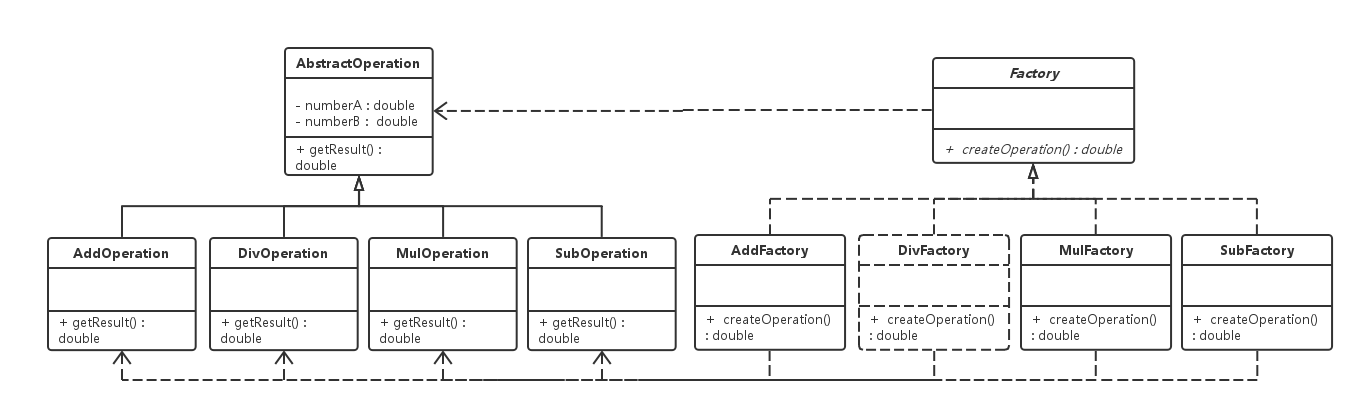 AbstractOperation
- numberA : double
- numberB :  double
+ getResult() :
double
Factory
+  createOperation() : double
AddOperation
+ getResult() :
double
DivOperation
+ getResult() :
double
MulOperation
+ getResult() :
double
SubOperation
+ getResult() :
double
AddFactory
+  createOperation()
: double
DivFactory
+  createOperation()
: double
MulFactory
+  createOperation()
: double
SubFactory
+  createOperation()
: double